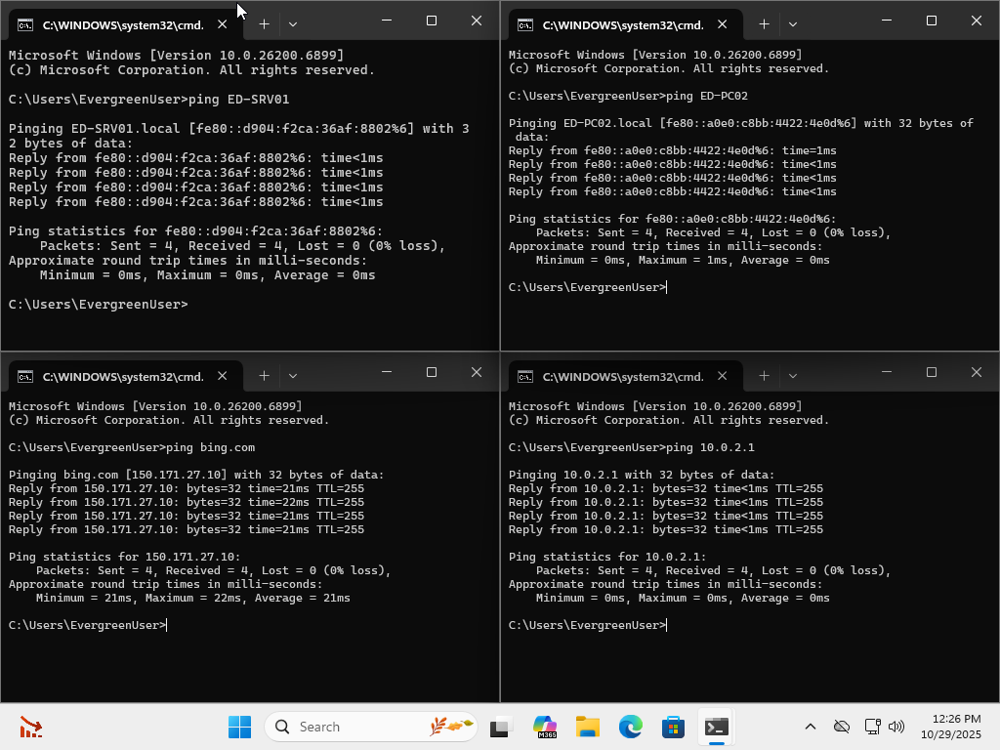 C:\WINDOWS\system32\cmd.
Microsoft Windows [Version 10.0.26200.6899]
(c) Microsoft Corporation. All rights reserved.
C:\Users\EvergreenUser>ping ED-SRV01
Pinging ED-SRV01.local [fe80::d904:f2ca:36af:8802%6] with 3
2 bytes of data:
Reply from fe80::d904:f2ca:36af:8802%6: time<1ms
Reply from fe80::d904:f2ca:36af:8802%6: time<1ms
Reply from fe80::d904:f2ca:36af:8802%6: time<1ms
Reply from fe80::d904:f2ca:36af:8802%6: time<1ms
Ping statistics for fe80::d904:f2ca:36af:8802%6:
    Packets: Sent = 4, Received = 4, Lost = 0 (0% loss),
Approximate round trip times in milli-seconds:
    Minimum = 0ms, Maximum = 0ms, Average = 0ms
C:\Users\EvergreenUser>
C:\WINDOWS\system32\cmd.
Microsoft Windows [Version 10.0.26200.6899]
(c) Microsoft Corporation. All rights reserved.
C:\Users\EvergreenUser>ping ED-PC02
Pinging ED-PC02.local [fe80::a0e0:c8bb:4422:4e0d%6] with 32 bytes of
 data:
Reply from fe80::a0e0:c8bb:4422:4e0d%6: time=1ms
Reply from fe80::a0e0:c8bb:4422:4e0d%6: time<1ms
Reply from fe80::a0e0:c8bb:4422:4e0d%6: time<1ms
Reply from fe80::a0e0:c8bb:4422:4e0d%6: time<1ms
Ping statistics for fe80::a0e0:c8bb:4422:4e0d%6:
    Packets: Sent = 4, Received = 4, Lost = 0 (0% loss),
Approximate round trip times in milli-seconds:
    Minimum = 0ms, Maximum = 1ms, Average = 0ms
C:\Users\EvergreenUser>
C:\WINDOWS\system32\cmd.
Microsoft Windows [Version 10.0.26200.6899]
(c) Microsoft Corporation. All rights reserved.
C:\Users\EvergreenUser>ping bing.com
Pinging bing.com [150.171.27.10] with 32 bytes of data:
Reply from 150.171.27.10: bytes=32 time=21ms TTL=255
Reply from 150.171.27.10: bytes=32 time=22ms TTL=255
Reply from 150.171.27.10: bytes=32 time=21ms TTL=255
Reply from 150.171.27.10: bytes=32 time=21ms TTL=255
Ping statistics for 150.171.27.10:
    Packets: Sent = 4, Received = 4, Lost = 0 (0% loss),
Approximate round trip times in milli-seconds:
    Minimum = 21ms, Maximum = 22ms, Average = 21ms
C:\Users\EvergreenUser>
C:\WINDOWS\system32\cmd.
Microsoft Windows [Version 10.0.26200.6899]
(c) Microsoft Corporation. All rights reserved.
C:\Users\EvergreenUser>ping 10.0.2.1
Pinging 10.0.2.1 with 32 bytes of data:
Reply from 10.0.2.1: bytes=32 time<1ms TTL=255
Reply from 10.0.2.1: bytes=32 time<1ms TTL=255
Reply from 10.0.2.1: bytes=32 time<1ms TTL=255
Reply from 10.0.2.1: bytes=32 time<1ms TTL=255
Ping statistics for 10.0.2.1:
    Packets: Sent = 4, Received = 4, Lost = 0 (0% loss),
Approximate round trip times in milli-seconds:
    Minimum = 0ms, Maximum = 0ms, Average = 0ms
C:\Users\EvergreenUser>
Search
M365
12:26 PM
10/29/2025